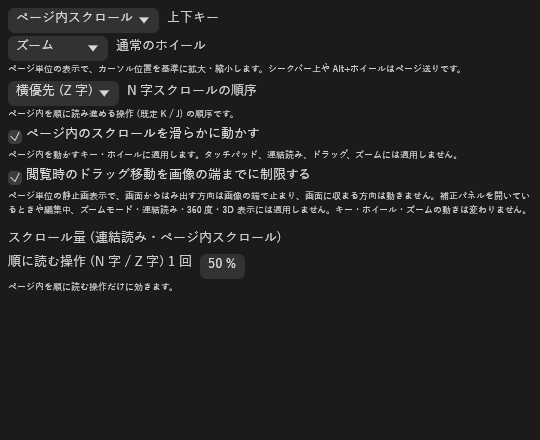 ページ内スクロール 上下キー
ズーム 通常のホイール
ページ単位の表示で、カーソル位置を基準に拡大・縮小します。シークバー上や Alt+ホイールはページ送りです。
横優先 (Z 字) N 字スクロールの順序
ページ内を順に読み進める操作 (既定 K / J) の順序です。
ページ内のスクロールを滑らかに動かす
ページ内を動かすキー・ホイールに適用します。タッチパッド、連結読み、ドラッグ、ズームには適用しません。
閲覧時のドラッグ移動を画像の端までに制限する
ページ単位の静止画表示で、画面からはみ出す方向は画像の端で止まり、画面に収まる方向は動きません。補正パネルを開いてい
るときや編集中、ズームモード・連結読み・360 度・3D 表示には適用しません。キー・ホイール・ズームの動きは変わりません。
スクロール量 (連結読み・ページ内スクロール)
順に読む操作 (N 字 / Z 字) 1 回 50 %
ページ内を順に読む操作だけに効きます。